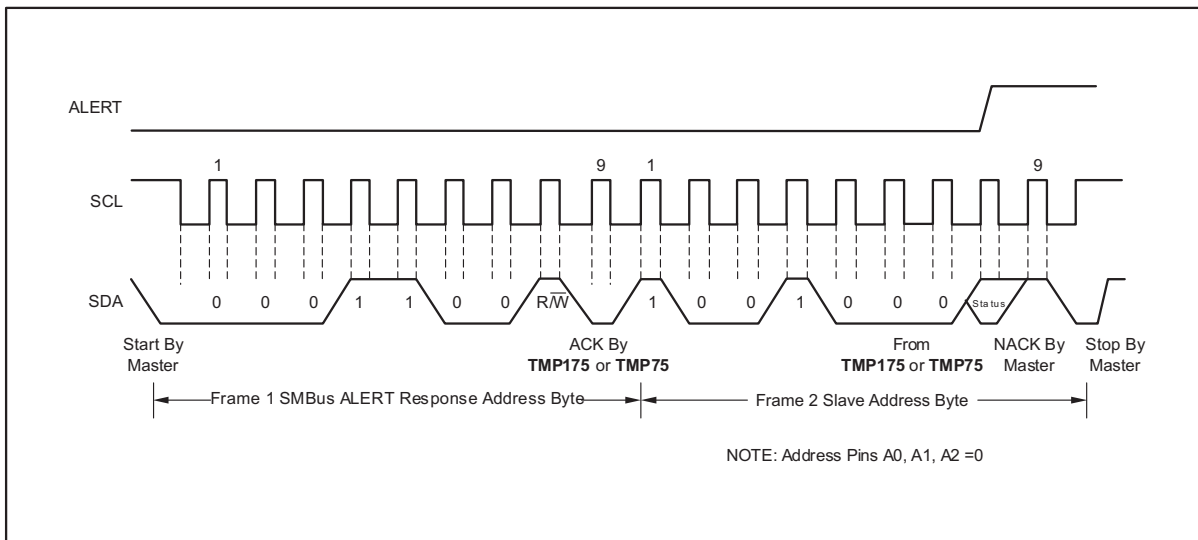 ALERT
1 9 1 9
SCL
SDA
0 0 0 1 1 0 0 R/W 1 0 0 1 0 0 0 Status
Start By
Master
ACK By
TMP175 or TMP75
From
TMP175 or TMP75
NACK By
Master
Stop By
Master
Frame 1 SMBus ALERT Response Address Byte
Frame 2 Slave Address Byte
NOTE: Address Pins A0, A1, A2 =0